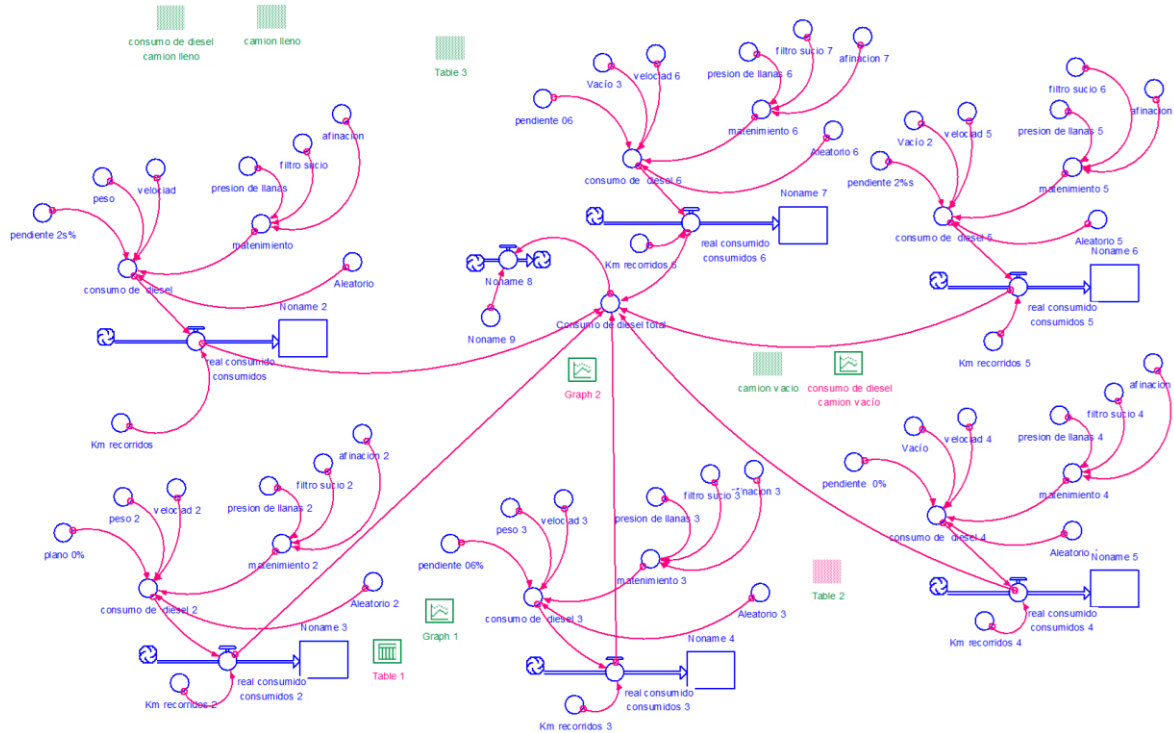 consumo de diesel
camion lleno
camion lleno
Table 3
filtro sucio 7
afinacion 7
presion de llanas 6
velociad 6
Vacío 3
pendiente 06
matenimiento 6
Aleatorio 6
consumo de diesel 6
Noname 7
real consumido
consumidos 6
Km recorridos 6
filtro sucio 6
afinacion
presion de llanas 5
velociad 5
Vacío 2
pendiente 2%s
matenimiento 5
Aleatorio 5
consumo de diesel 5
Noname 6
real consumido
consumidos 5
Km recorridos 5
afinacion
filtro sucio
presion de llanas
velociad
peso
pendiente 2s%
matenimiento
Aleatorio
consumo de diesel
Noname 2
real consumido
consumidos
Km recorridos
Noname 8
Noname 9
Consumo de diesel total
Graph 2
camion vacio
consumo de diesel
camion vacío
afinacion
filtro sucio 4
presion de llanas 4
velociad 4
Vacío
pendiente 0%
matenimiento 4
Aleatorio
consumo de diesel 4
Noname 5
real consumido
consumidos 4
Km recorridos 4
afinacion 2
filtro sucio 2
presion de llanas 2
velociad 2
peso 2
plano 0%
matenimiento 2
Aleatorio 2
consumo de diesel 2
Noname 3
real consumido
consumidos 2
Km recorridos 2
Table 1
Graph 1
afinacion 3
filtro sucio 3
presion de llanas 3
velociad 3
peso 3
pendiente 06%
matenimiento 3
Aleatorio 3
consumo de diesel 3
Noname 4
real consumido
consumidos 3
Km recorridos 3
Table 2